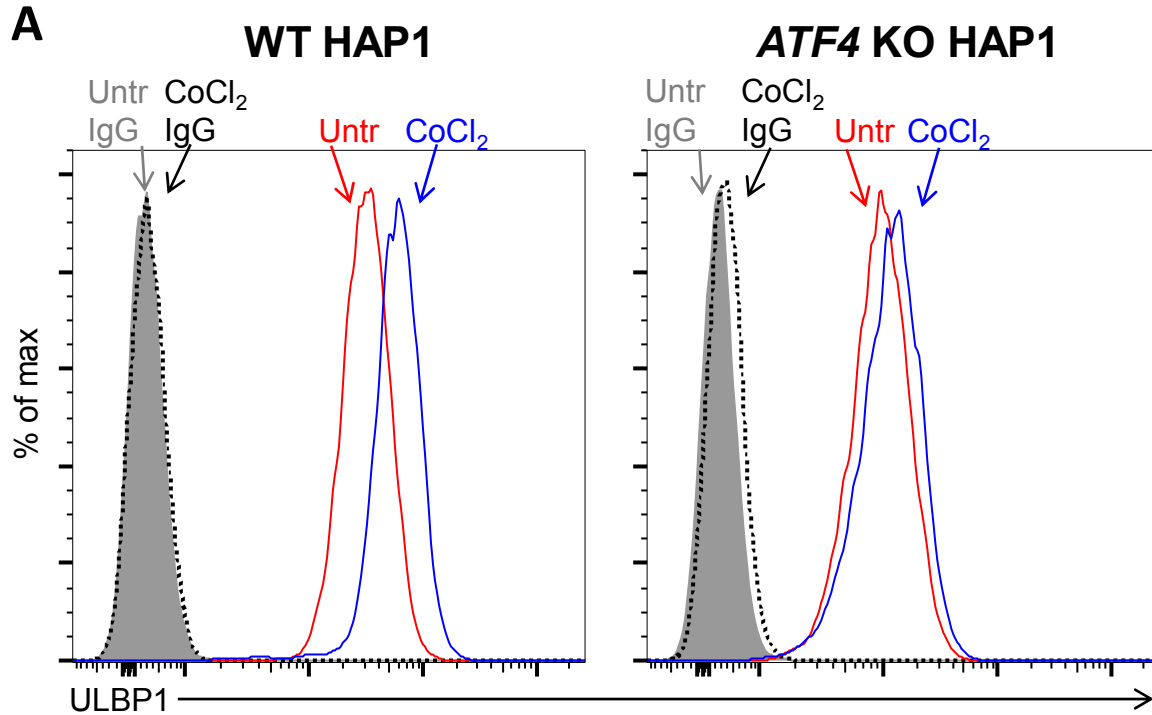 A
WT HAP1
ATF4 KO HAP1
Untr
IgG
CoCl₂
IgG
Untr
CoCl₂
Untr
IgG
CoCl₂
IgG
Untr
CoCl₂
% of max
ULBP1